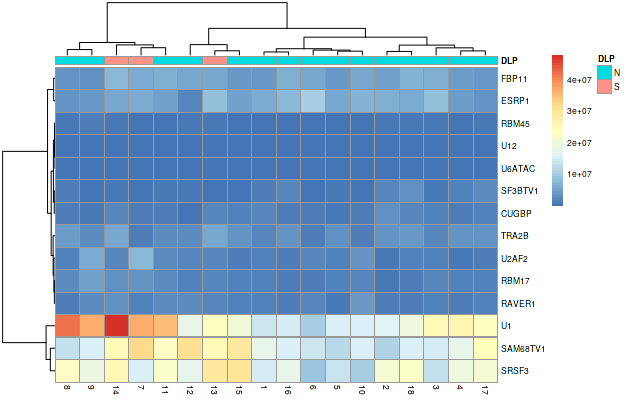 DLP
FBP11
ESRP1
RBM45
U12
U6ATAC
SF3BTV1
CUGBP
TRA2B
U2AF2
RBM17
RAVER1
U1
SAM68TV1
SRSF3
8 9 14 7 11 12 13 15 1 16 6 5 10 2 18 3 4 17
4e+07
3e+07
2e+07
1e+07
DLP
N
S